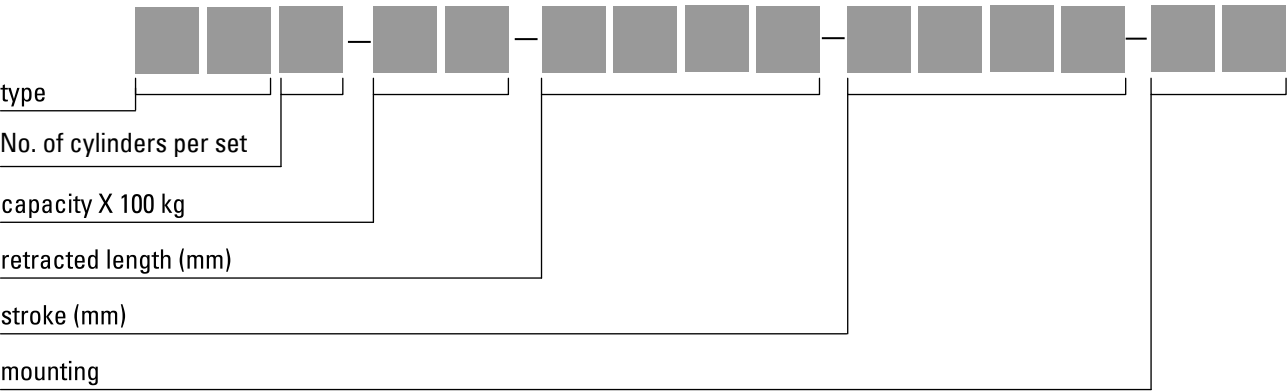 type
No. of cylinders per set
capacity X 100 kg
retracted length (mm)
stroke (mm)
mounting